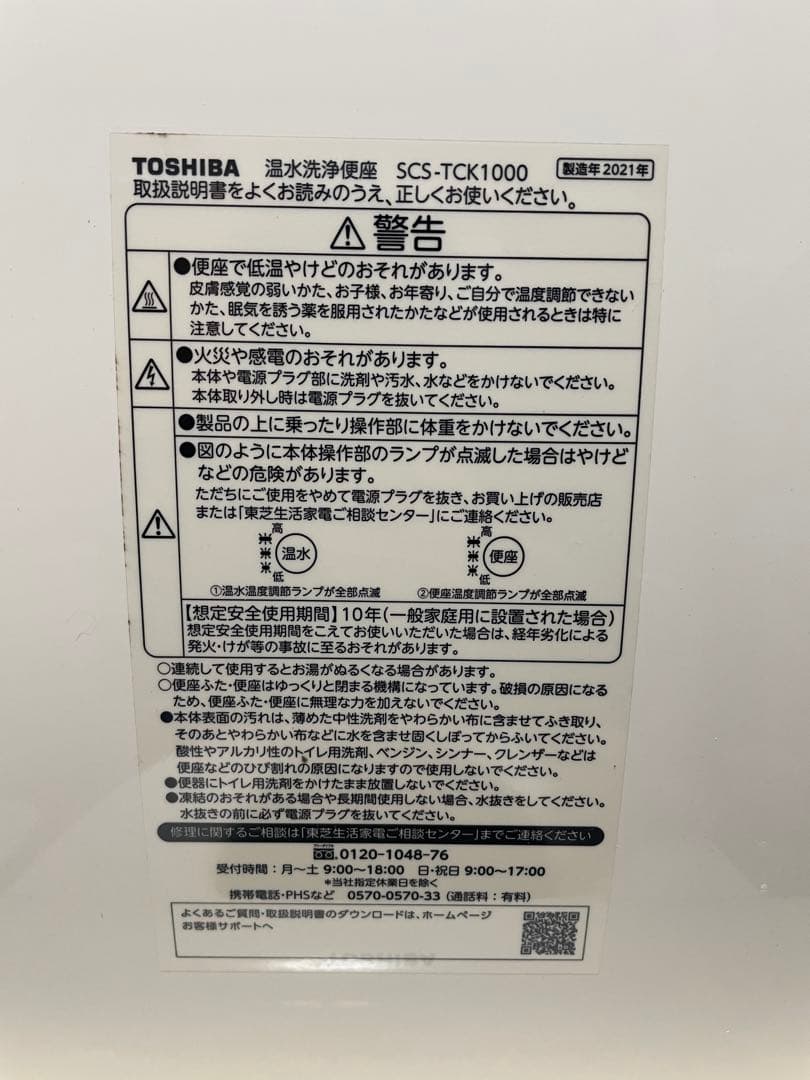 TOSHIBA 温水洗浄便座 SCS-TCK1000 製造年2021年
取扱説明書をよくお読みのうえ、正しくお使いください。
警告
●便座で低温やけどのおそれがあります。
皮膚感覚の弱いかた、お子様、お年寄り、ご自分で温度調節できない
かた、眠気を誘う薬を服用されたかたなどが使用されるときは特に
注意してください。
●火災や感電のおそれがあります。
本体や電源プラグ部に洗剤や汚水、水などをかけないでください。
本体取り外し時は電源プラグを抜いてください。
●製品の上に乗ったり操作部に体重をかけないでください。
●図のように本体操作部のランプが点滅した場合はやけど
などの危険があります。
ただちにご使用をやめて電源プラグを抜き、お買い上げの販売店
または「東芝生活家電ご相談センター」にご連絡ください。
高 高
温水 便座
低 低
①温水温度調節ランプが全部点滅 ②便座温度調節ランプが全部点滅
【想定安全使用期間】10年(一般家庭用に設置された場合)
想定安全使用期間をこえてお使いいただいた場合は、経年劣化による
発火・けが等の事故に至るおそれがあります。
○連続して使用するとお湯がぬるくなる場合があります。
○便座ふた・便座はゆっくりと閉まる機構になっています。破損の原因になる
ため、便座ふた・便座に無理な力を加えないでください。
●本体表面の汚れは、薄めた中性洗剤をやわらかい布に含ませてふき取り、
そのあとやわらかい布などに水を含ませ固くしぼってからふいてください。
酸性やアルカリ性のトイレ用洗剤、ベンジン、シンナー、クレンザーなどは
便座などのひび割れの原因になりますので使用しないでください。
●便器にトイレ用洗剤をかけたまま放置しないでください。
●凍結のおそれがある場合や長期間使用しない場合、水抜きをしてください。
水抜きの前に必ず電源プラグを抜いてください。
修理に関するご相談は「東芝生活家電ご相談センター」までご連絡ください
0120-1048-76
受付時間：月〜土 9:00〜18:00 日・祝日 9:00〜17:00
*当社指定休業日を除く
携帯電話・PHSなど 0570-0570-33 (通話料：有料)
よくあるご質問・取扱説明書のダウンロードは、ホームページ
お客様サポートへ